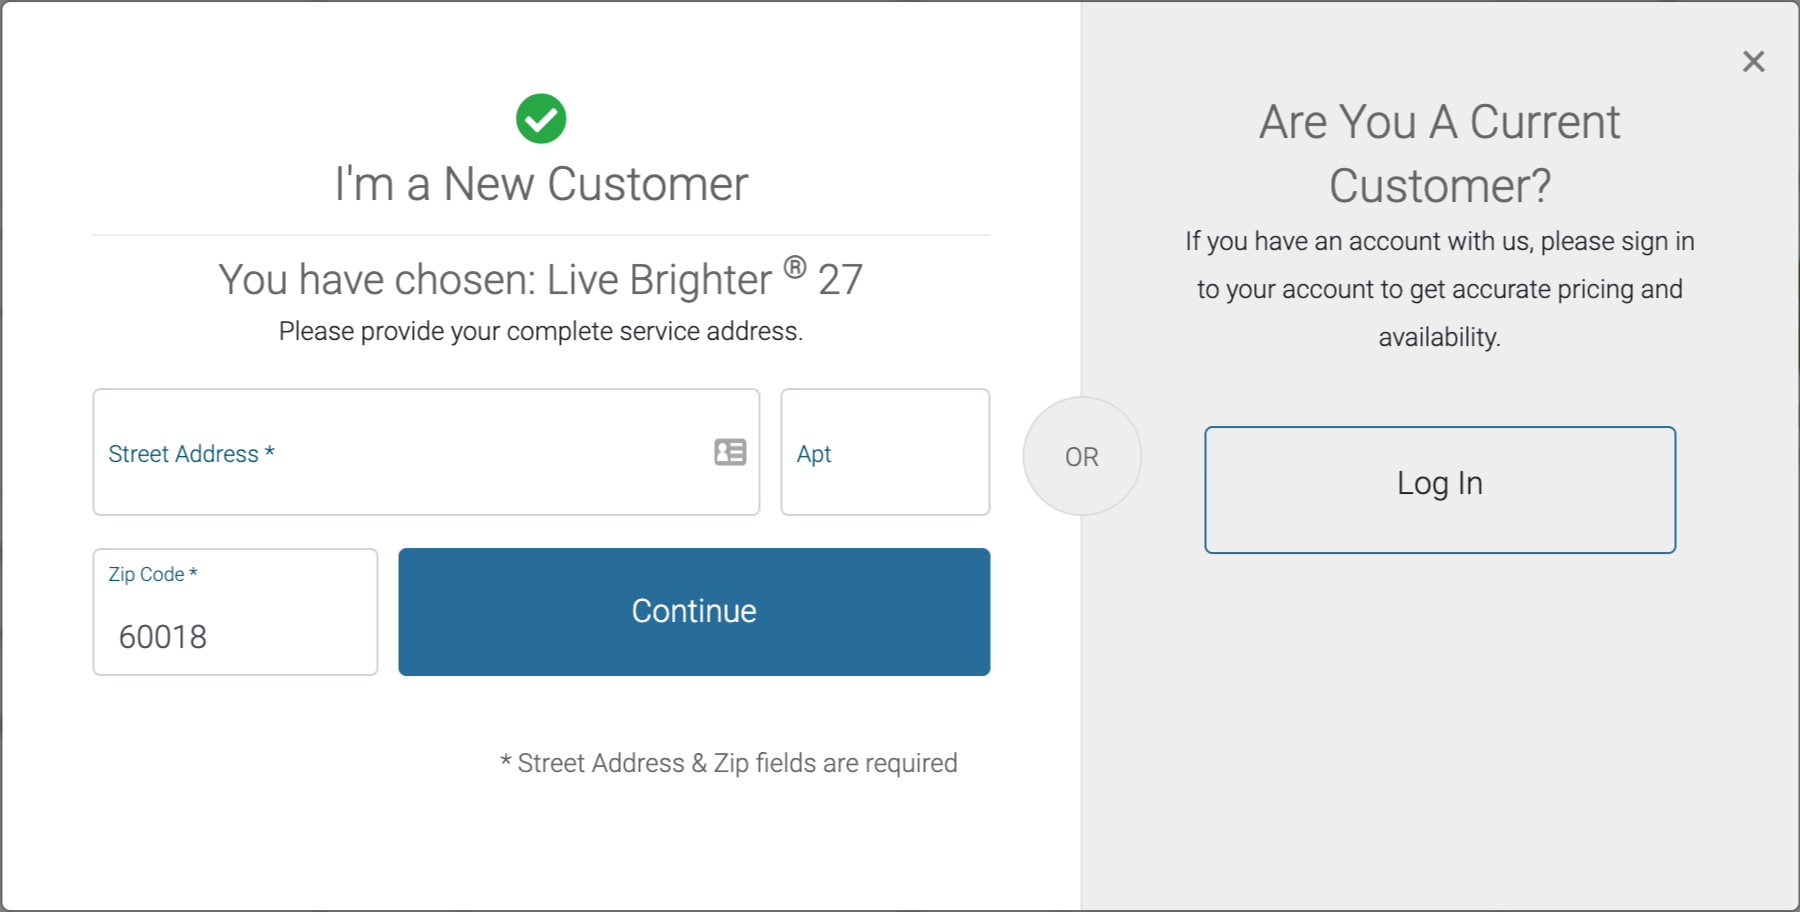 I'm a New Customer
You have chosen: Live Brighter ® 27
Please provide your complete service address.
Street Address *
Apt
Zip Code *
60018
Continue
* Street Address & Zip fields are required
OR
Are You A Current
Customer?
If you have an account with us, please sign in
to your account to get accurate pricing and
availability.
Log In